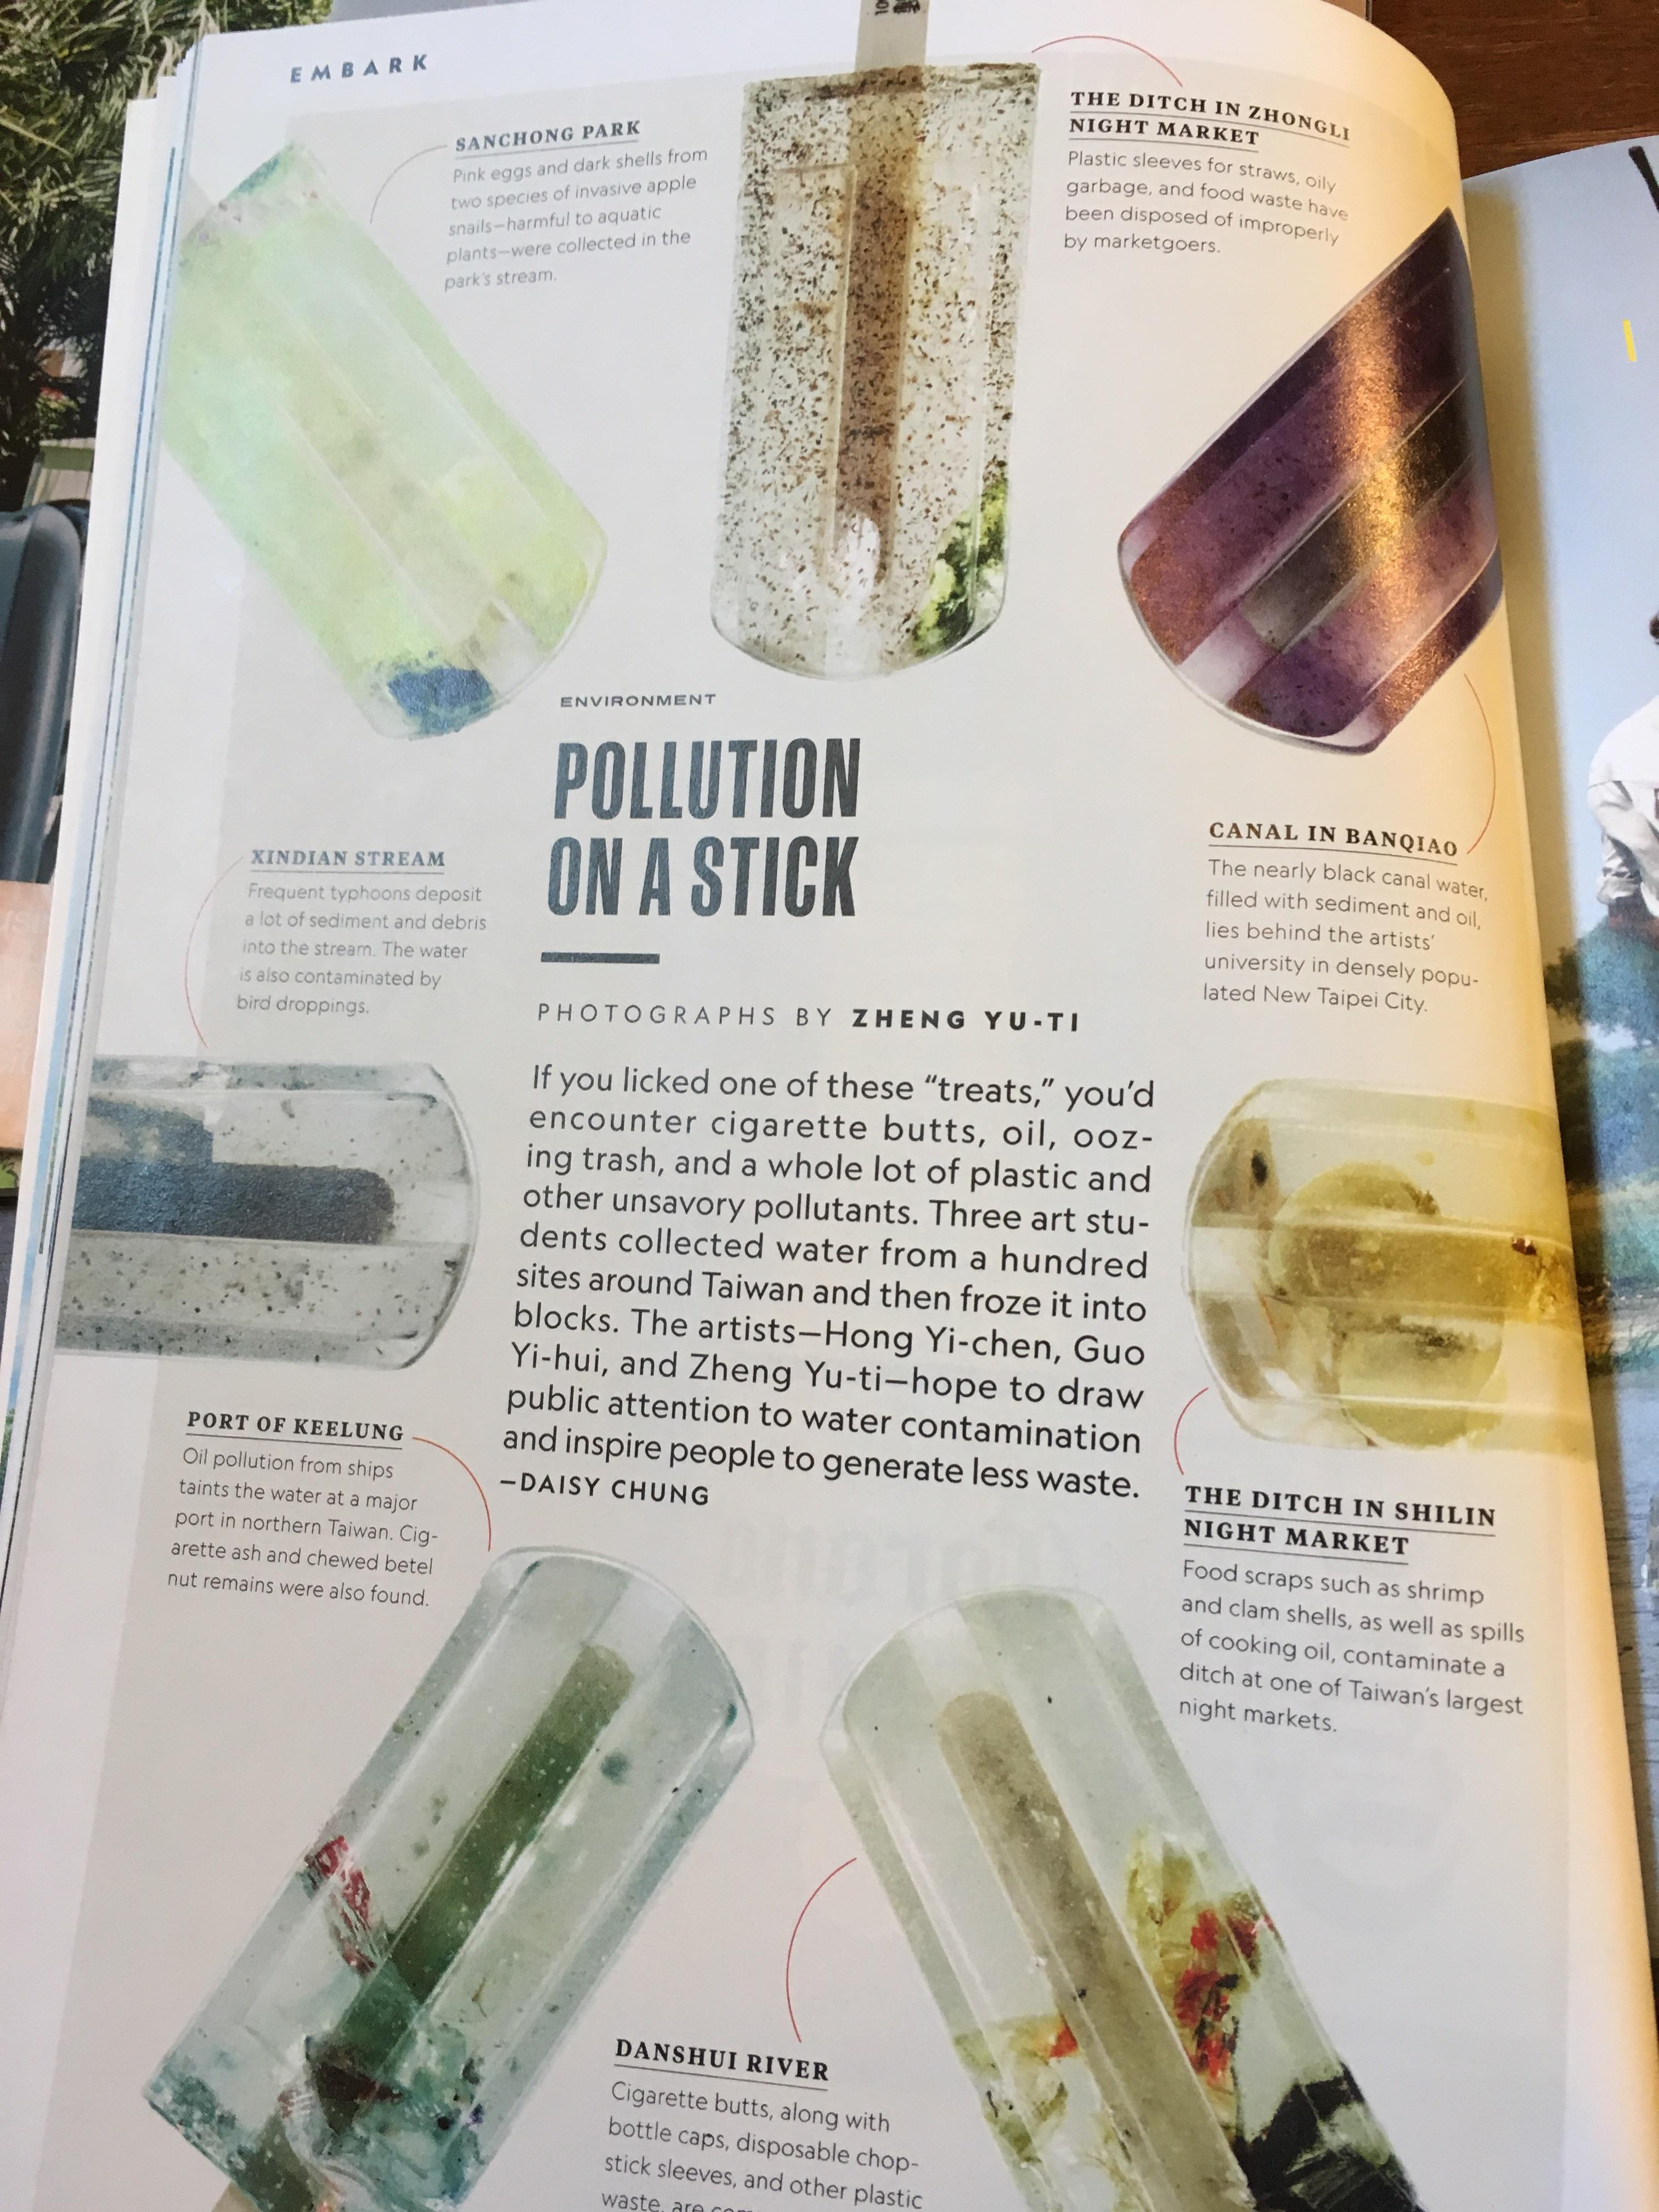 EMBARK
SANCHONG PARK
Pink eggs and dark shells from
two species of invasive apple
snails—harmful to aquatic
plants—were collected in the
park's stream.
THE DITCH IN ZHONGLI
NIGHT MARKET
Plastic sleeves for straws, oily
garbage, and food waste have
been disposed of improperly
by marketgoers.
ENVIRONMENT
POLLUTION
ON A STICK
PHOTOGRAPHS BY ZHENG YU-TI
If you licked one of these “treats,” you'd
encounter cigarette butts, oil, ooz-
ing trash, and a whole lot of plastic and
other unsavory pollutants. Three art stu-
dents collected water from a hundred
sites around Taiwan and then froze it into
blocks. The artists—Hong Yi-chen, Guo
Yi-hui, and Zheng Yu-ti—hope to draw
public attention to water contamination
and inspire people to generate less waste.
—DAISY CHUNG
XINDIAN STREAM
Frequent typhoons deposit
a lot of sediment and debris
into the stream. The water
is also contaminated by
bird droppings.
CANAL IN BANQIAO
The nearly black canal water,
filled with sediment and oil,
lies behind the artists'
university in densely popu-
lated New Taipei City.
PORT OF KEELUNG
Oil pollution from ships
taints the water at a major
port in northern Taiwan. Cig-
arette ash and chewed betel
nut remains were also found.
THE DITCH IN SHILIN
NIGHT MARKET
Food scraps such as shrimp
and clam shells, as well as spills
of cooking oil, contaminate a
ditch at one of Taiwan's largest
night markets.
DANSHUI RIVER
Cigarette butts, along with
bottle caps, disposable chop-
stick sleeves, and other plastic
waste, are